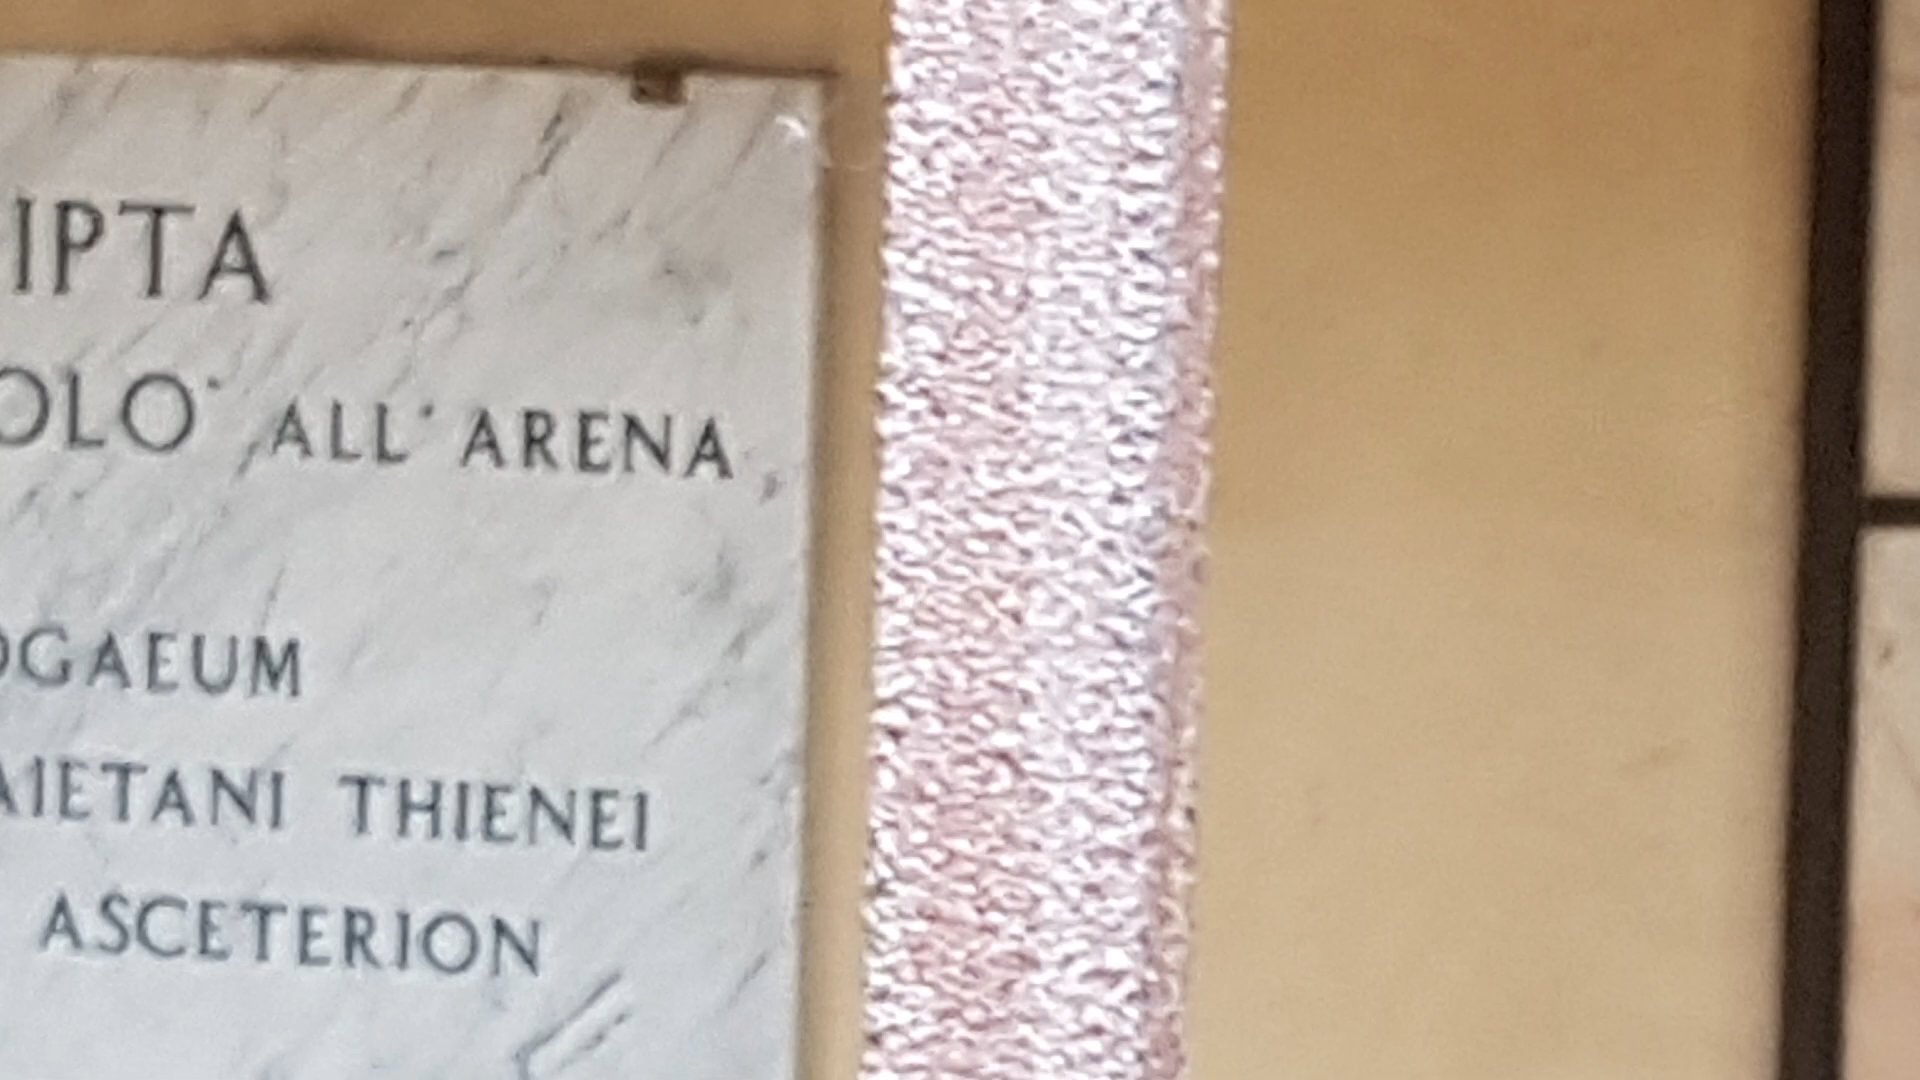 IPTA
OLO' ALL' ARENA,
OGAEUM
AIETANI THIENEI
ASCETERION